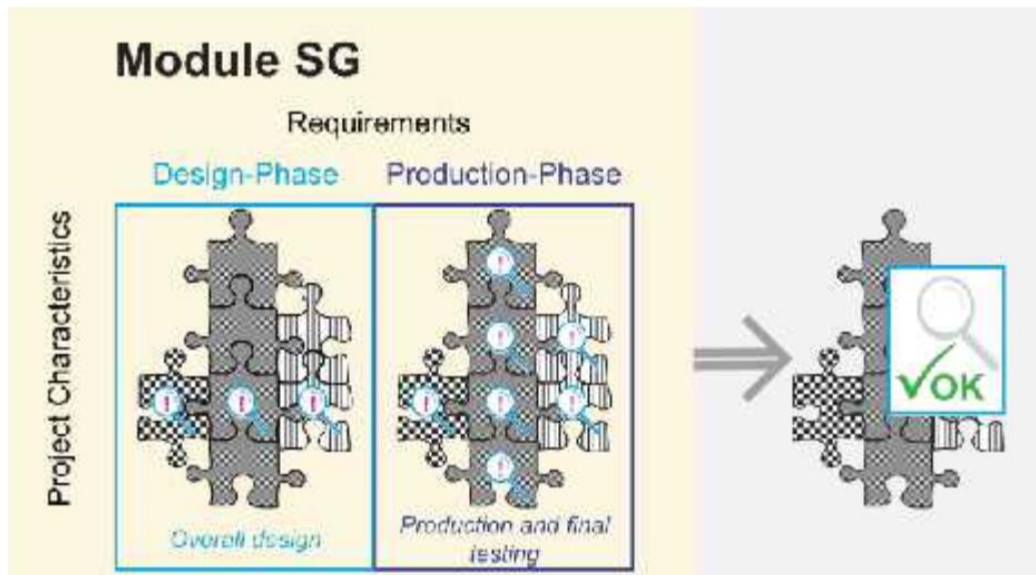 Module SG
Requirements
Design-Phase
Production-Phase
Project Characteristics
! ! !
! ! ! ! ! ! ! !
Overall design
Production and final
testing
✓OK